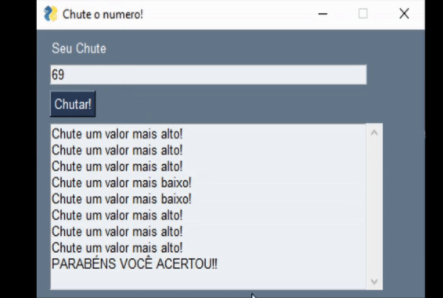 Chute o numero!
Seu Chute
69
Chutar!
Chute um valor mais alto!
Chute um valor mais alto!
Chute um valor mais alto!
Chute um valor mais baixo!
Chute um valor mais baixo!
Chute um valor mais alto!
Chute um valor mais alto!
Chute um valor mais alto!
PARABÉNS VOCÊ ACERTOU!!